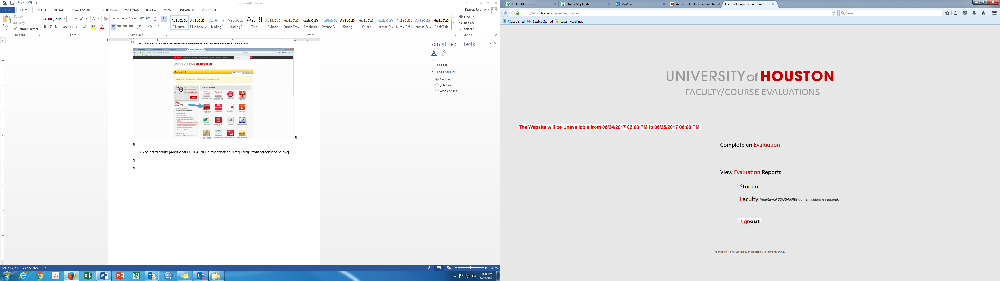 Document1 - Word
FILE HOME INSERT DESIGN PAGE LAYOUT REFERENCES MAILINGS REVIEW VIEW EndNote X7 ACROBAT
Draper, Jason A
Paste
Cut
Copy
Format Painter
Clipboard
Calibri (Body) 11
Font
Paragraph
AaBbCcDc AaBbCcDc AaBbC( AaBbCcE AaBI AaBbCcD AaBbCcDc AaBbCcDc AaBbCcDc AaBbCcDc AaBbCcDc AaBbCcDc AABBCCDE AABBCCDC AaBbCcDc
¶ Normal ¶ No Spac... Heading 1 Heading 2 Title Subtitle Subtle Em... Emphasis Intense E... Strong Quote Intense Q... Subtle Ref... Intense Re... Book Title
Styles
Find
Replace
Select
Editing
UNIVERSITY of HOUSTON
AccessUH
University Services
Help
3. Select “Faculty (Additional COUGARNET authentication is required)” from screenshot below¶
Format Text Effects
TEXT FILL
TEXT OUTLINE
No line
Solid line
Gradient line
PAGE 1 OF 1 27 WORDS
100%
1:26 PM
6/20/2017
OnlineMapFinder OnlineMapFinder MyWay AccessUH - University of Ho Faculty/Course Evaluations
https://eval.uh.edu/accessuhlas/login.aspx
Search
Most Visited Getting Started Latest Headlines
UNIVERSITY of HOUSTON
FACULTY/COURSE EVALUATIONS
The Website will be Unavailable from 06/24/2017 06:00 PM to 06/25/2017 06:00 PM
Complete an Evaluation
View Evaluation Reports
Student
Faculty (Additional COUGARNET authentication is required)
signout
© tring()%> The University of Houston. All rights reserved.